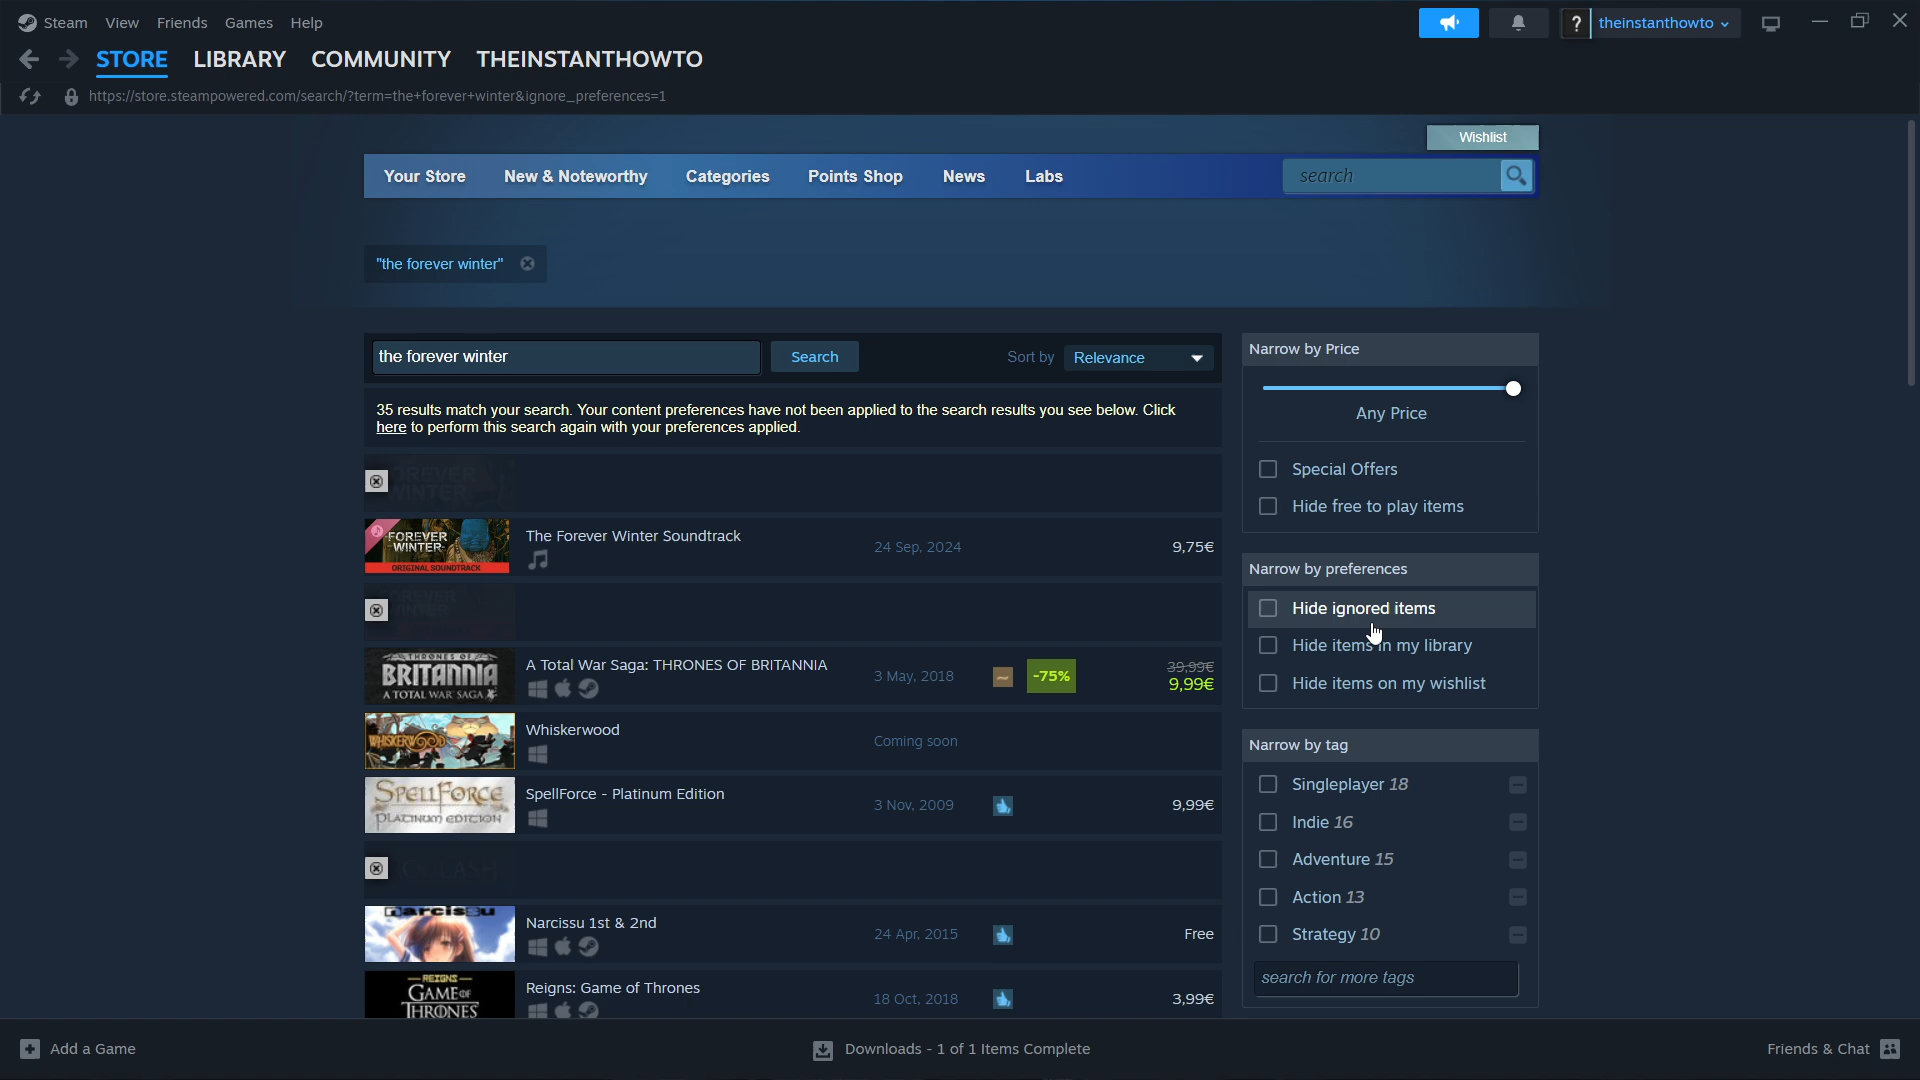 Steam View Friends Games Help
? theinstanthowto
STORE LIBRARY COMMUNITY THEINSTANTHOWTO
https://store.steampowered.com/search/?term=the+forever+winter&ignore_preferences=1
Wishlist
Your Store New & Noteworthy Categories Points Shop News Labs search
"the forever winter"
the forever winter Search Sort by Relevance
35 results match your search. Your content preferences have not been applied to the search results you see below. Click
here to perform this search again with your preferences applied.
FOREVER
WINTER
FOREVER
WINTER
ORIGINAL SOUNDTRACK
The Forever Winter Soundtrack 24 Sep, 2024 9,75€
FOREVER
WINTER
THRONES OF
BRITANNIA
A TOTAL WAR SAGA
A Total War Saga: THRONES OF BRITANNIA 3 May, 2018 -75% 39,99€
9,99€
WHISKERWOOD
Whiskerwood Coming soon
SPELLFORCE
PLATINUM EDITION
SpellForce - Platinum Edition 3 Nov, 2009 9,99€
narcissu
Narcissu 1st & 2nd 24 Apr, 2015 Free
REIGNS
GAME OF
THRONES
Reigns: Game of Thrones 18 Oct, 2018 3,99€
Narrow by Price
Any Price
Special Offers
Hide free to play items
Narrow by preferences
Hide ignored items
Hide items in my library
Hide items on my wishlist
Narrow by tag
Singleplayer 18
Indie 16
Adventure 15
Action 13
Strategy 10
search for more tags
Add a Game Downloads - 1 of 1 Items Complete Friends & Chat